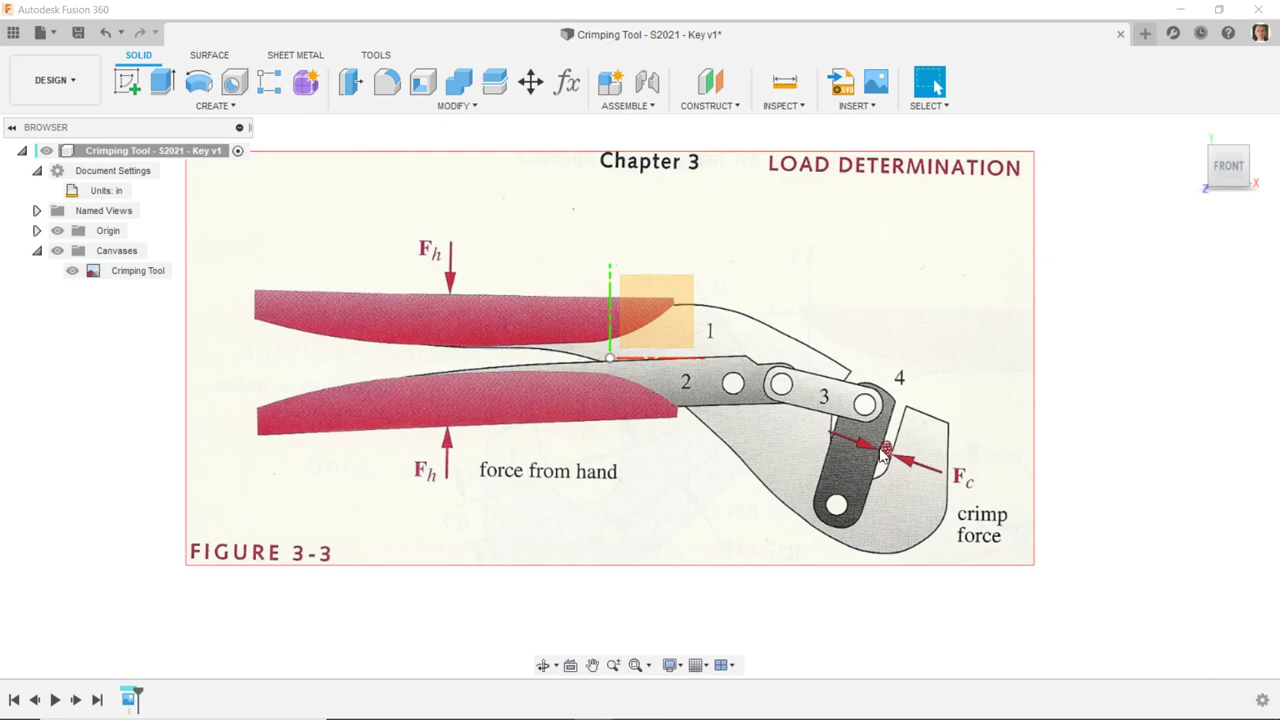 Autodesk Fusion 360
Crimping Tool - S2021 - Key v1*
SOLID SURFACE SHEET METAL TOOLS
DESIGN
CREATE MODIFY ASSEMBLE CONSTRUCT INSPECT INSERT SELECT
BROWSER
Crimping Tool - S2021 - Key v1
Document Settings
Units: in
Named Views
Origin
Canvases
Crimping Tool
FRONT
Y
X
Z
Chapter 3 LOAD DETERMINATION
Fh
1
2
3
4
Fh
force from hand
Fc
crimp
force
FIGURE 3-3